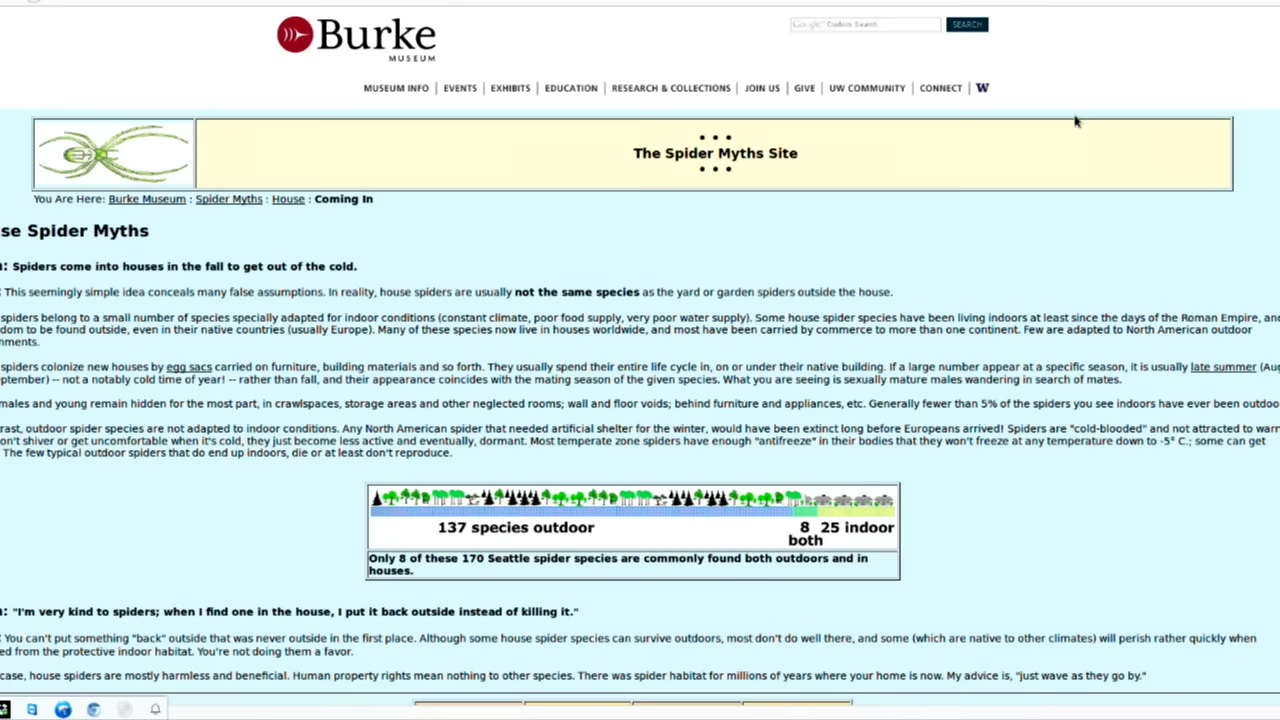 Burke
MUSEUM
Google™ Custom Search
SEARCH
MUSEUM INFO | EVENTS | EXHIBITS | EDUCATION | RESEARCH & COLLECTIONS | JOIN US | GIVE | UW COMMUNITY | CONNECT | W
• • •
The Spider Myths Site
• • •
You Are Here: Burke Museum : Spider Myths : House : Coming In
se Spider Myths
: Spiders come into houses in the fall to get out of the cold.
This seemingly simple idea conceals many false assumptions. In reality, house spiders are usually not the same species as the yard or garden spiders outside the house.
spiders belong to a small number of species specially adapted for indoor conditions (constant climate, poor food supply, very poor water supply). Some house spider species have been living indoors at least since the days of the Roman Empire, and
dom to be found outside, even in their native countries (usually Europe). Many of these species now live in houses worldwide, and most have been carried by commerce to more than one continent. Few are adapted to North American outdoor
nments.
spiders colonize new houses by egg sacs carried on furniture, building materials and so forth. They usually spend their entire life cycle in, on or under their native building. If a large number appear at a specific season, it is usually late summer (Aug
ptember) -- not a notably cold time of year! -- rather than fall, and their appearance coincides with the mating season of the given species. What you are seeing is sexually mature males wandering in search of mates.
males and young remain hidden for the most part, in crawlspaces, storage areas and other neglected rooms; wall and floor voids; behind furniture and appliances, etc. Generally fewer than 5% of the spiders you see indoors have ever been outdoo
rast, outdoor spider species are not adapted to indoor conditions. Any North American spider that needed artificial shelter for the winter, would have been extinct long before Europeans arrived! Spiders are "cold-blooded" and not attracted to warm
on't shiver or get uncomfortable when it's cold, they just become less active and eventually, dormant. Most temperate zone spiders have enough "antifreeze" in their bodies that they won't freeze at any temperature down to -5° C.; some can get
The few typical outdoor spiders that do end up indoors, die or at least don't reproduce.
137 species outdoor 8 25 indoor
both
Only 8 of these 170 Seattle spider species are commonly found both outdoors and in
houses.
: "I'm very kind to spiders; when I find one in the house, I put it back outside instead of killing it."
You can't put something "back" outside that was never outside in the first place. Although some house spider species can survive outdoors, most don't do well there, and some (which are native to other climates) will perish rather quickly when
ed from the protective indoor habitat. You're not doing them a favor.
case, house spiders are mostly harmless and beneficial. Human property rights mean nothing to other species. There was spider habitat for millions of years where your home is now. My advice is, "just wave as they go by."